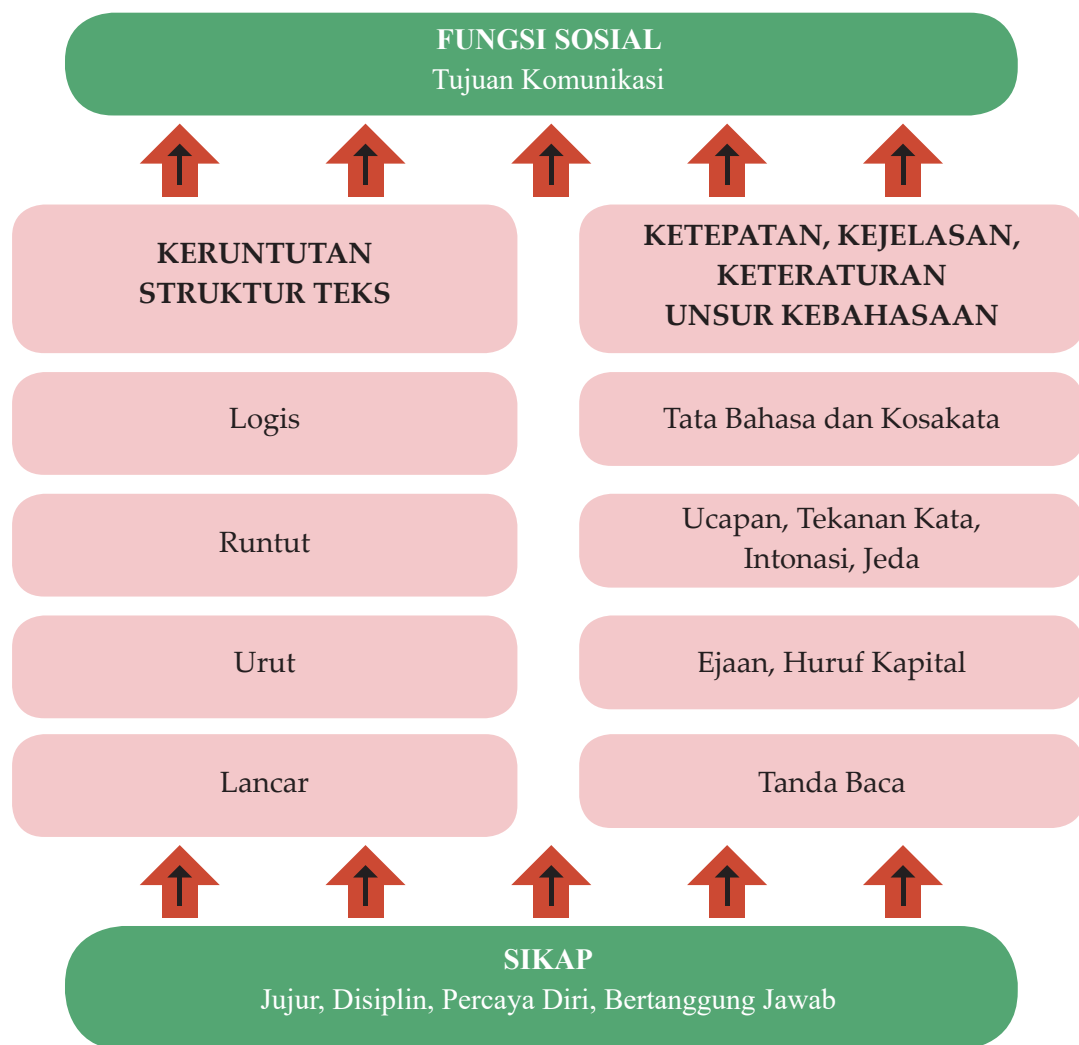 FUNGSI SOSIAL
Tujuan Komunikasi
KERUNTUTAN
STRUKTUR TEKS
Logis
Runtut
Urut
Lancar
KETEPATAN, KEJELASAN,
KETERATURAN
UNSUR KEBAHASAAN
Tata Bahasa dan Kosakata
Ucapan, Tekanan Kata,
Intonasi, Jeda
Ejaan, Huruf Kapital
Tanda Baca
SIKAP
Jujur, Disiplin, Percaya Diri, Bertanggung Jawab